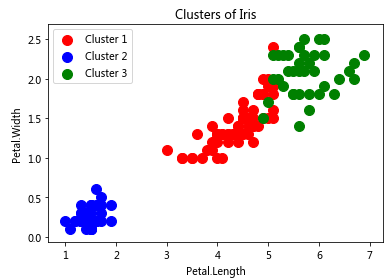 Clusters of Iris
Cluster 1
Cluster 2
Cluster 3
Petal.Width
2.5
2.0
1.5
1.0
0.5
0.0
1 2 3 4 5 6 7
Petal.Length